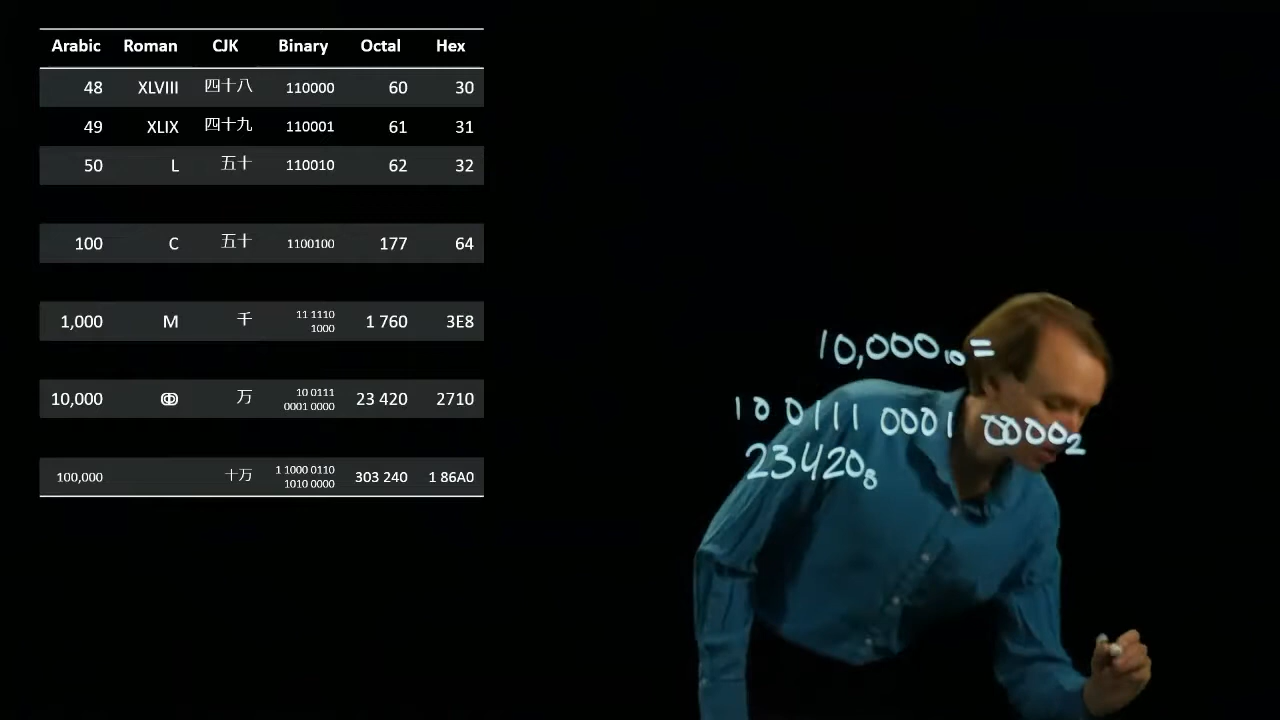 Arabic Roman CJK Binary Octal Hex
48 XLVIII 四十八 110000 60 30
49 XLIX 四十九 110001 61 31
50 L 五十 110010 62 32
100 C 五十 1100100 177 64
1,000 M 千 11 1110 1000 1 760 3E8
10,000 ↂ 万 10 0111 0001 0000 23 420 2710
100,000 十万 1 1000 0110 1010 0000 303 240 1 86A0
10,000₁₀ =
10 0111 0001 0000₂
23420₈